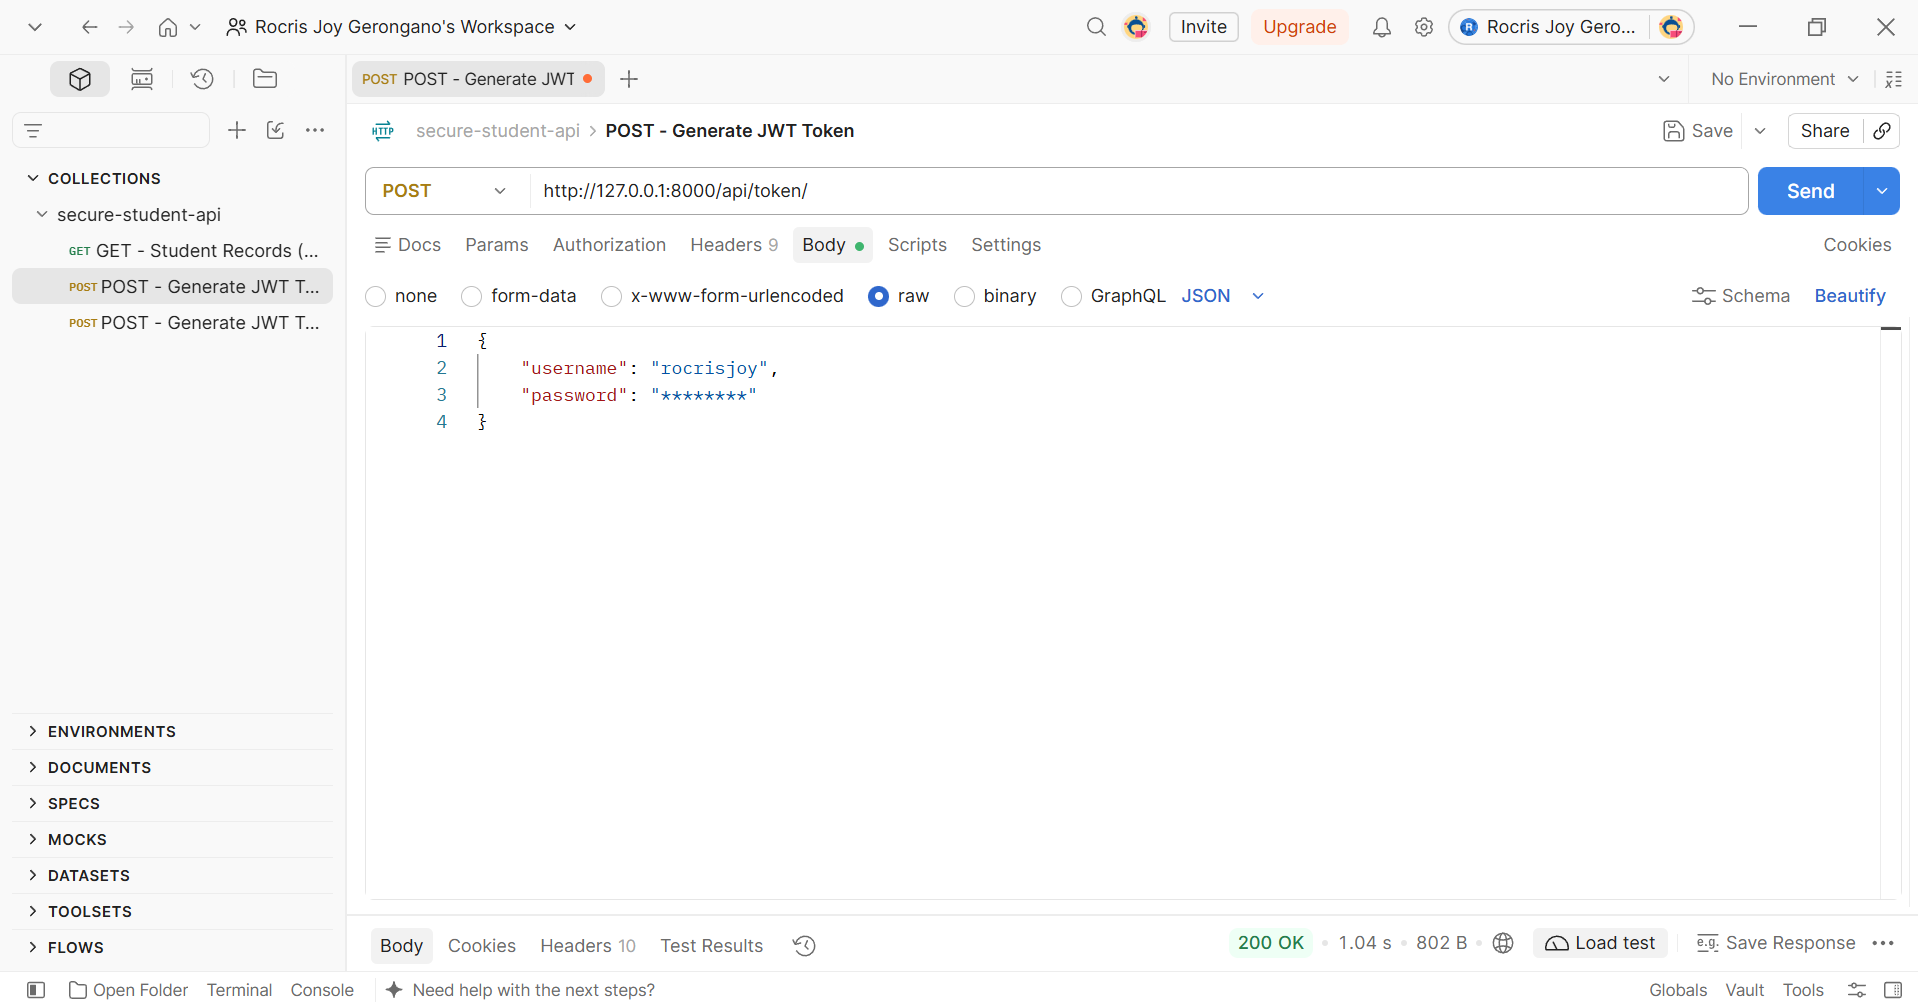 Rocris Joy Gerongano's Workspace
Invite
Upgrade
R
Rocris Joy Gero...
POST POST - Generate JWT
No Environment
HTTP
secure-student-api > POST - Generate JWT Token
Save
Share
COLLECTIONS
secure-student-api
GET GET - Student Records (...
POST POST - Generate JWT T...
POST POST - Generate JWT T...
POST
http://127.0.0.1:8000/api/token/
Send
Docs Params Authorization Headers 9 Body Scripts Settings
Cookies
none form-data x-www-form-urlencoded raw binary GraphQL JSON
Schema Beautify
1 {
2 "username": "rocrisjoy",
3 "password": "********"
4 }
ENVIRONMENTS
DOCUMENTS
SPECS
MOCKS
DATASETS
TOOLSETS
FLOWS
Body Cookies Headers 10 Test Results
200 OK • 1.04 s • 802 B •
Load test
e.g. Save Response
Open Folder Terminal Console
Need help with the next steps?
Globals Vault Tools